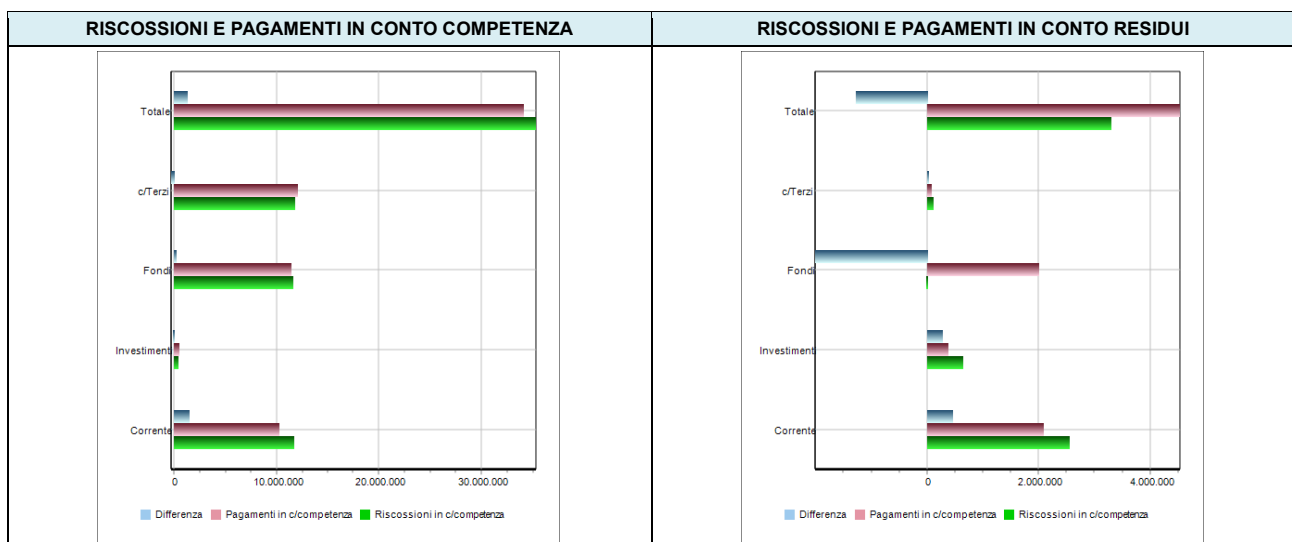 RISCOSSIONI E PAGAMENTI IN CONTO COMPETENZA
Totale
c/Terzi
Fondi
Investimenti
Corrente
0 10.000.000 20.000.000 30.000.000
Differenza Pagamenti in c/competenza Riscossioni in c/competenza
RISCOSSIONI E PAGAMENTI IN CONTO RESIDUI
Totale
c/Terzi
Fondi
Investimenti
Corrente
0 2.000.000 4.000.000
Differenza Pagamenti in c/competenza Riscossioni in c/competenza